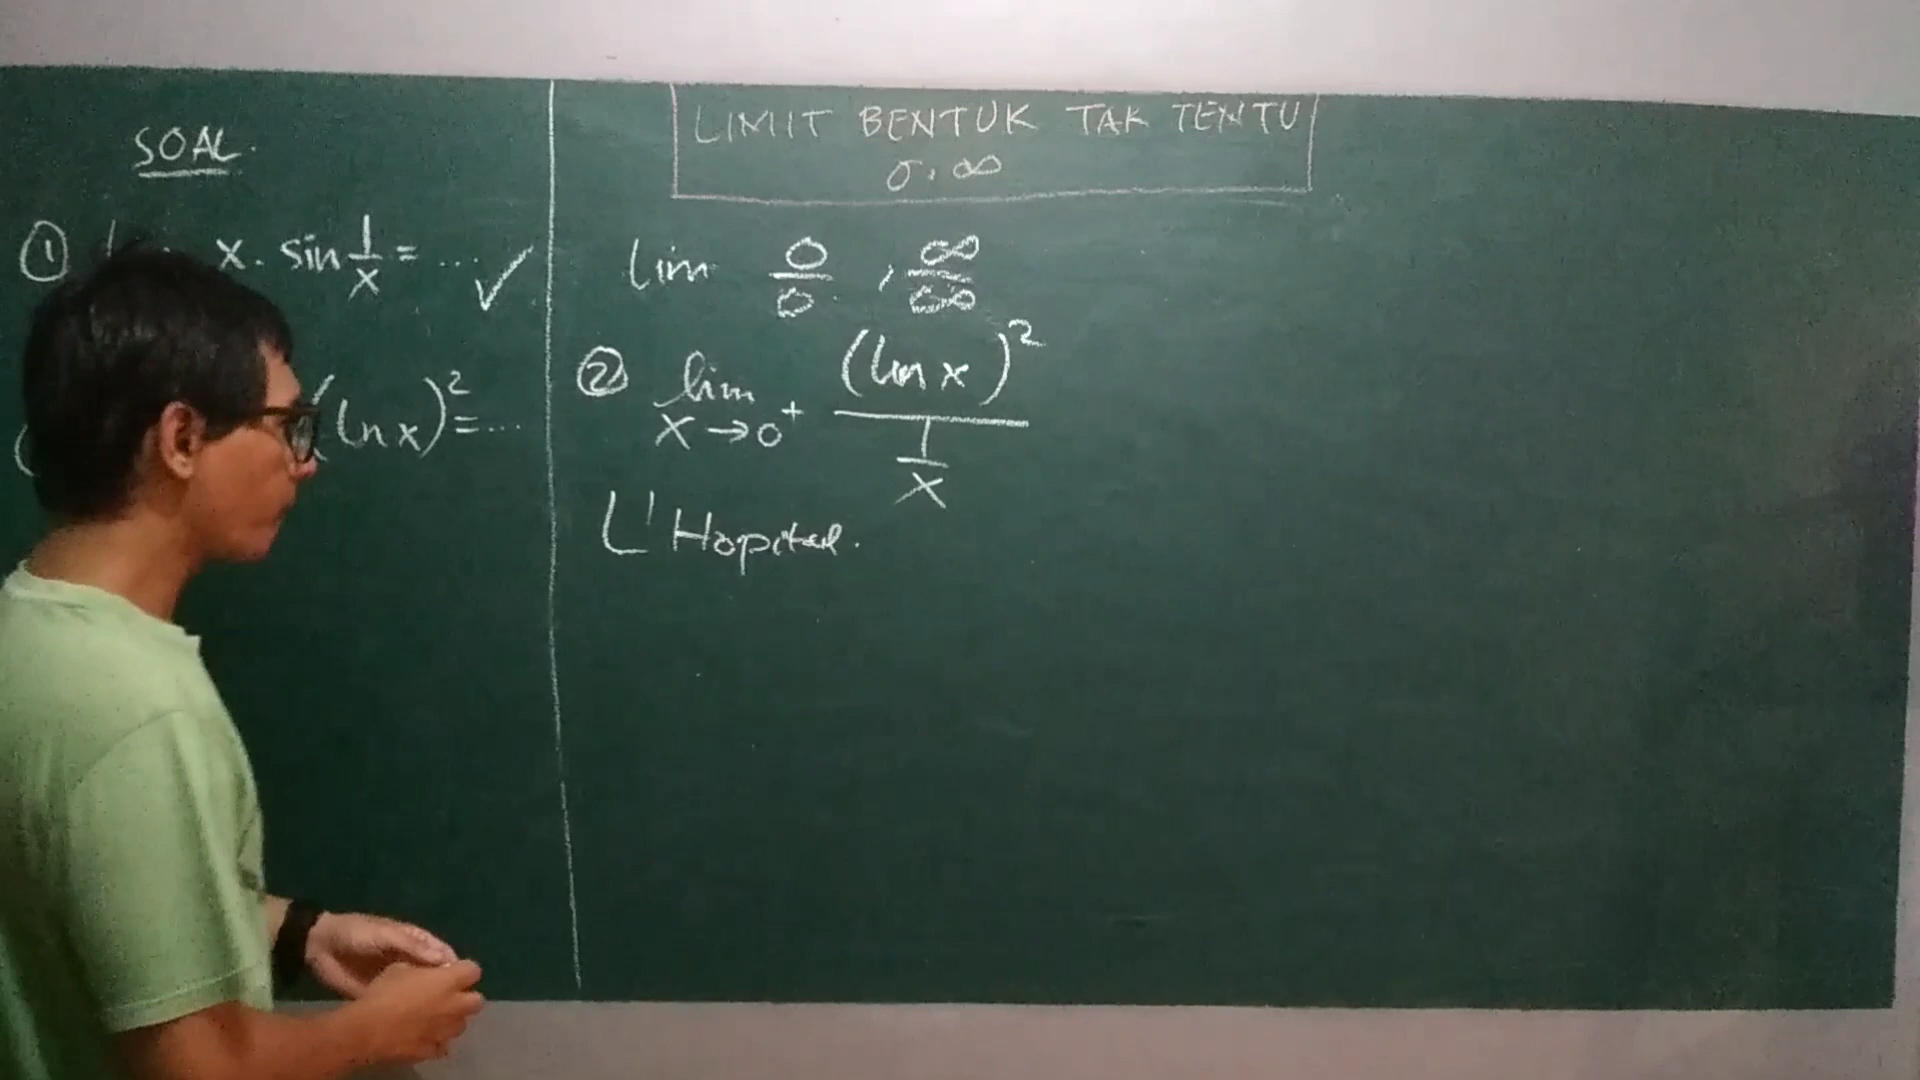 SOAL.
① x. sin 1/x = ... ✓
(ln x)² = ...
LIMIT BENTUK TAK TENTU
0.∞
lim 0/0 , ∞/∞
② lim x→0⁺ (ln x)² / (1/x)
L'Hopital.